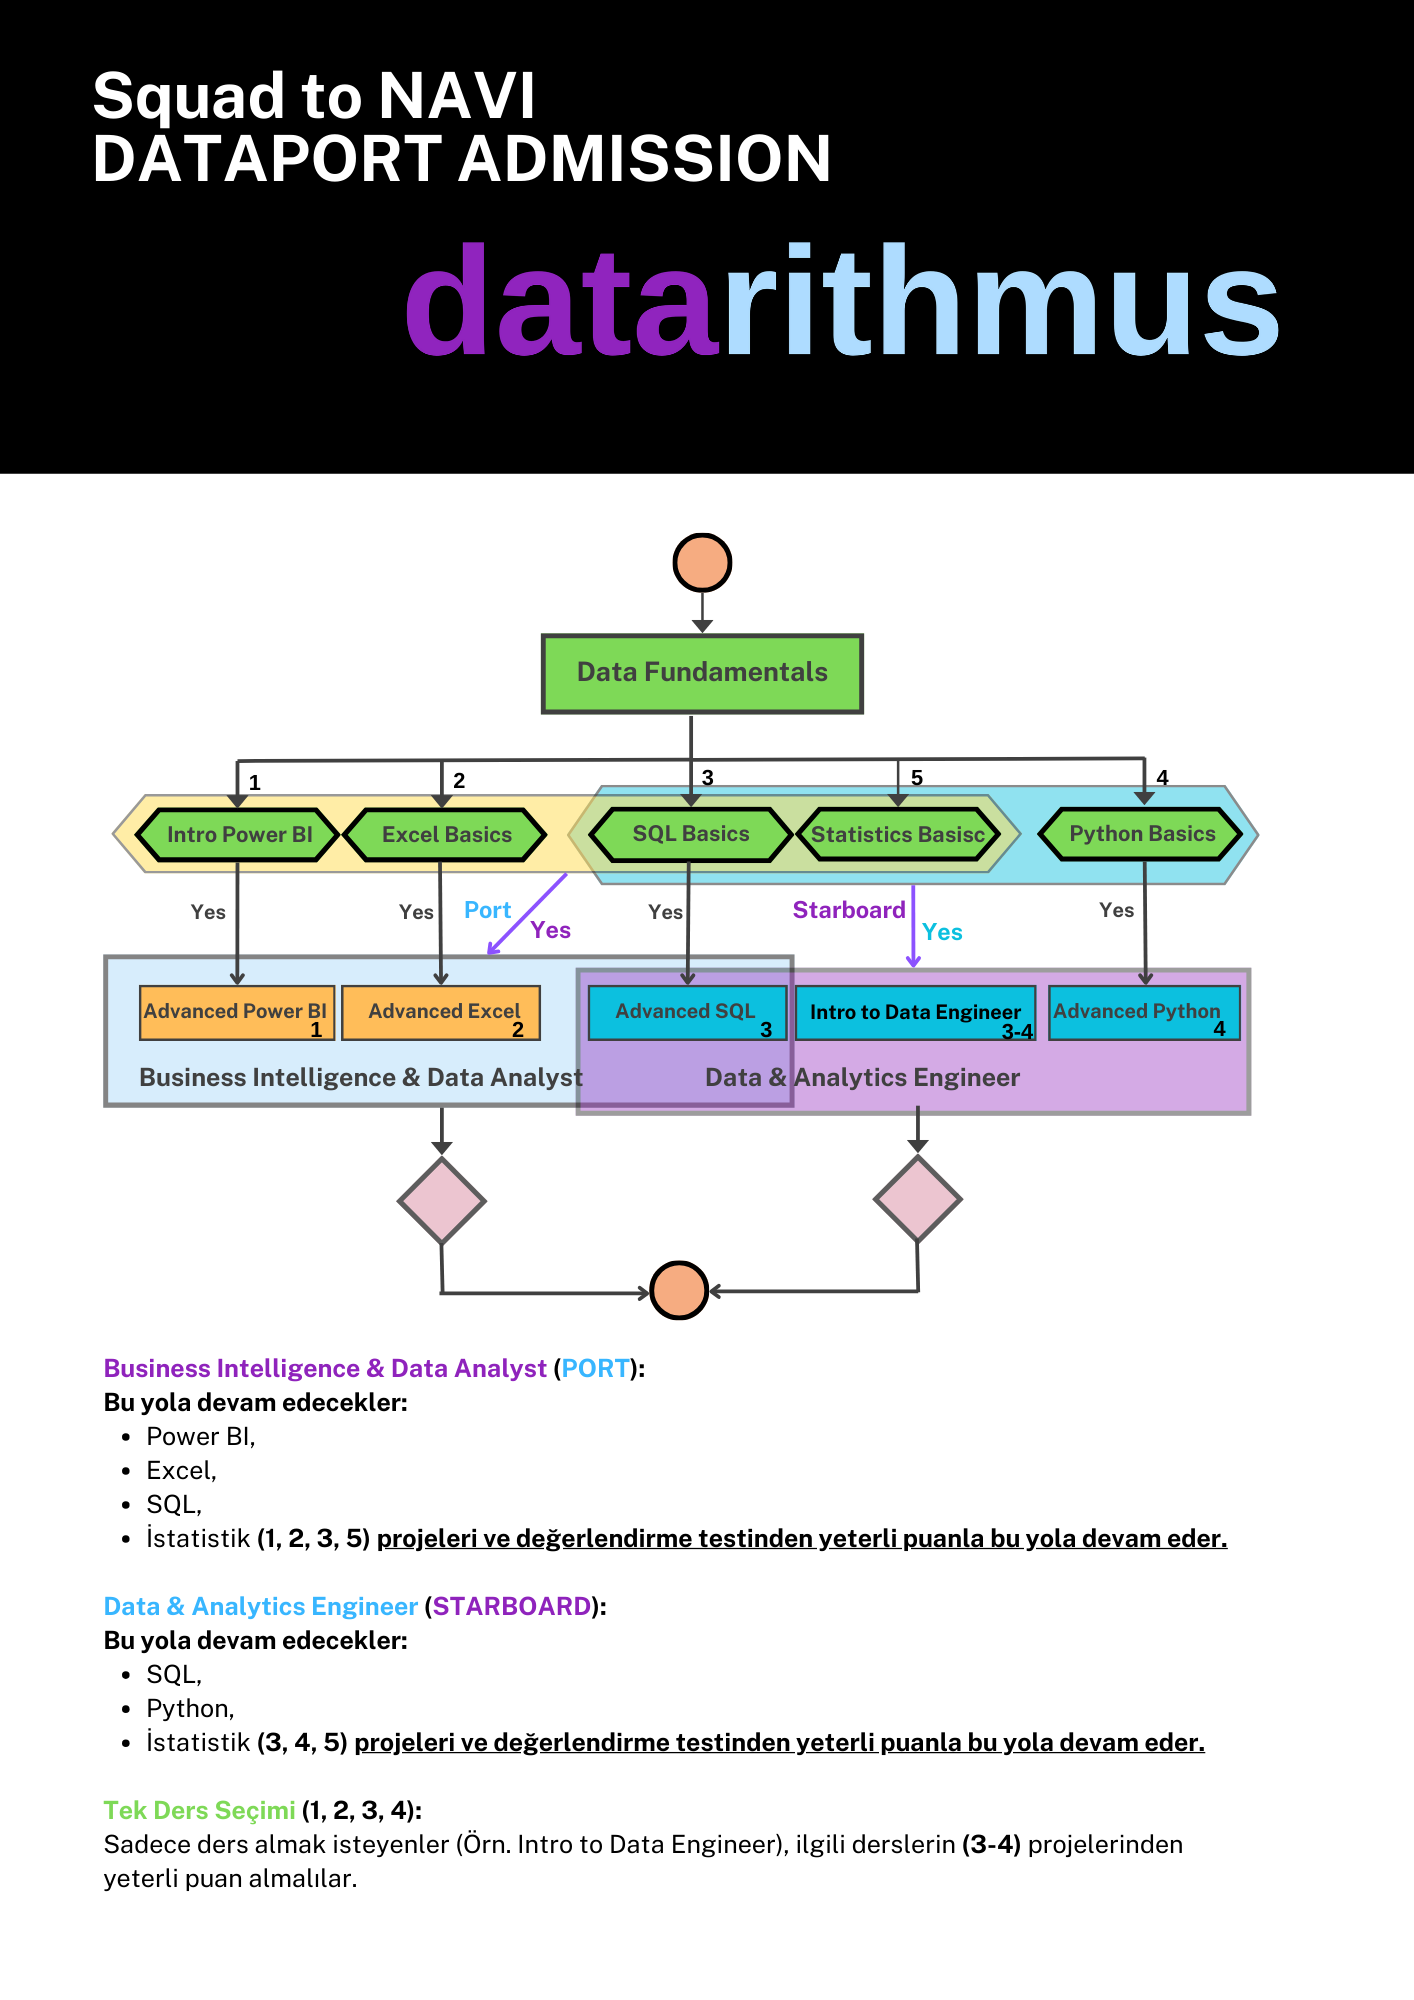 Squad to NAVI
DATAPORT ADMISSION
datarithmus
Data Fundamentals
1
2
3
5
4
Intro Power BI
Excel Basics
SQL Basics
Statistics Basisc
Python Basics
Yes
Yes
Port
Yes
Yes
Starboard
Yes
Yes
Advanced Power BI
1
Advanced Excel
2
Advanced SQL
3
Intro to Data Engineer
3-4
Advanced Python
4
Business Intelligence & Data Analyst
Data & Analytics Engineer
Business Intelligence & Data Analyst (PORT):
Bu yola devam edecekler:
• Power BI,
• Excel,
• SQL,
• İstatistik (1, 2, 3, 5) projeleri ve değerlendirme testinden yeterli puanla bu yola devam eder.
Data & Analytics Engineer (STARBOARD):
Bu yola devam edecekler:
• SQL,
• Python,
• İstatistik (3, 4, 5) projeleri ve değerlendirme testinden yeterli puanla bu yola devam eder.
Tek Ders Seçimi (1, 2, 3, 4):
Sadece ders almak isteyenler (Örn. Intro to Data Engineer), ilgili derslerin (3-4) projelerinden
yeterli puan almalılar.